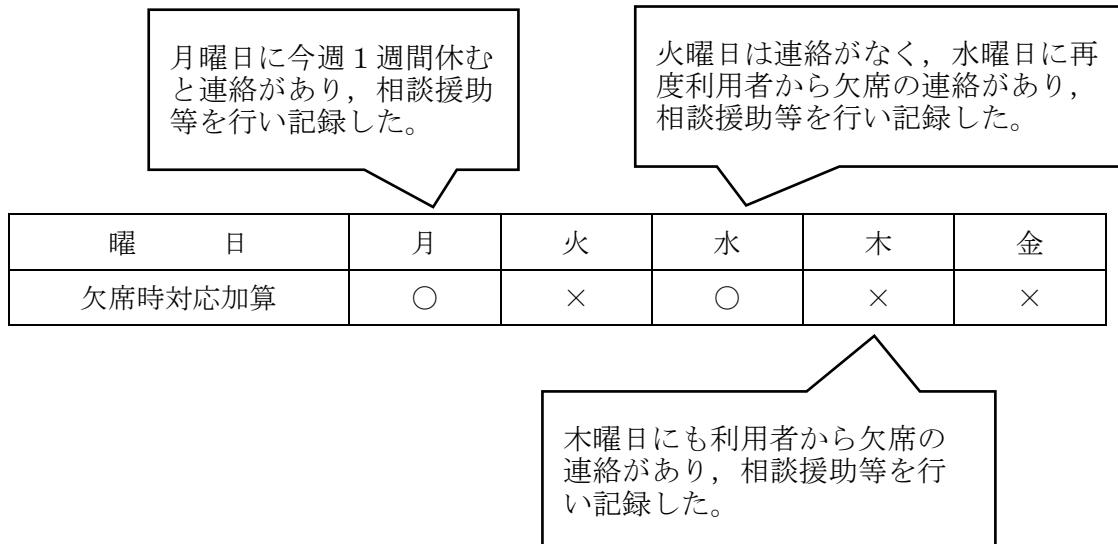 月曜日に今週１週間休む
と連絡があり，相談援助
等を行い記録した。
火曜日は連絡がなく，水曜日に再
度利用者から欠席の連絡があり，
相談援助等を行い記録した。
曜　　日 月 火 水 木 金
欠席時対応加算 ○ × ○ × ×
木曜日にも利用者から欠席の
連絡があり，相談援助等を行
い記録した。